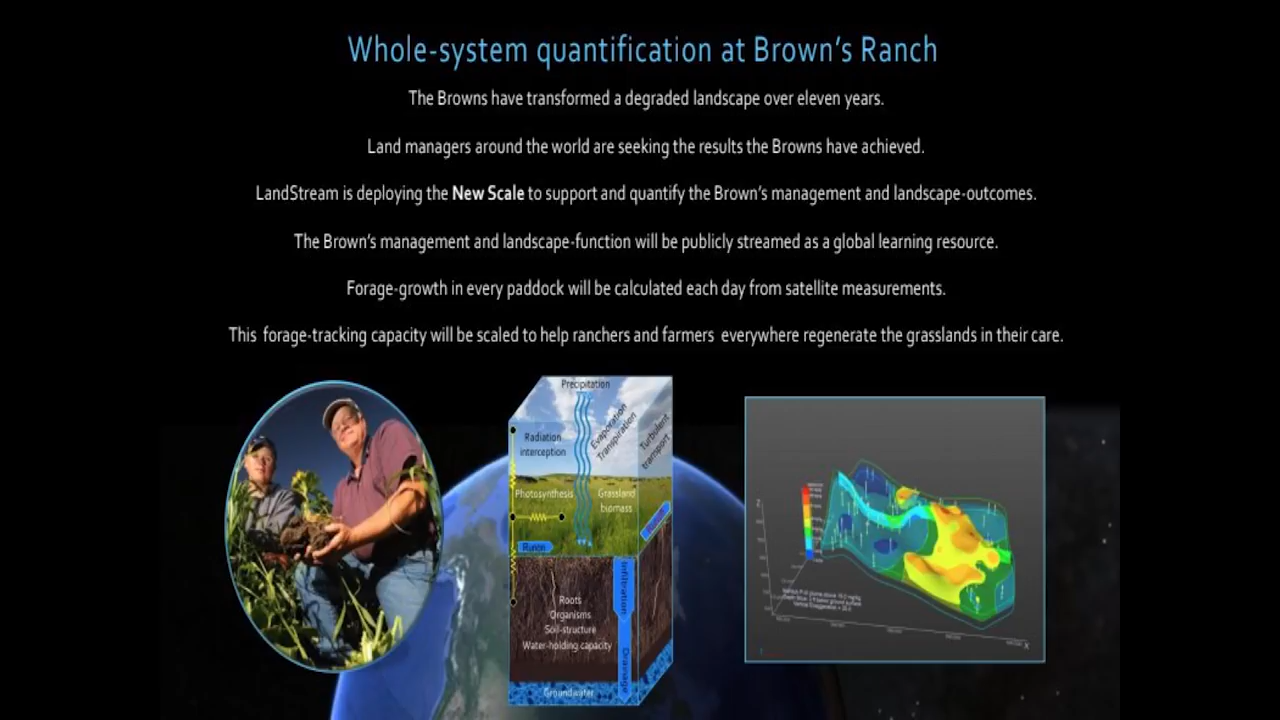 Whole-system quantification at Brown's Ranch
The Browns have transformed a degraded landscape over eleven years.
Land managers around the world are seeking the results the Browns have achieved.
LandStream is deploying the New Scale to support and quantify the Brown's management and landscape-outcomes.
The Brown's management and landscape-function will be publicly streamed as a global learning resource.
Forage-growth in every paddock will be calculated each day from satellite measurements.
This forage-tracking capacity will be scaled to help ranchers and farmers everywhere regenerate the grasslands in their care.
Precipitation
Radiation
interception
Evaporation
Transpiration
Turbulent
transport
Photosynthesis
Grassland
biomass
Runon
Infiltration
Roots
Organisms
Soil-structure
Water-holding capacity
Drainage
Groundwater